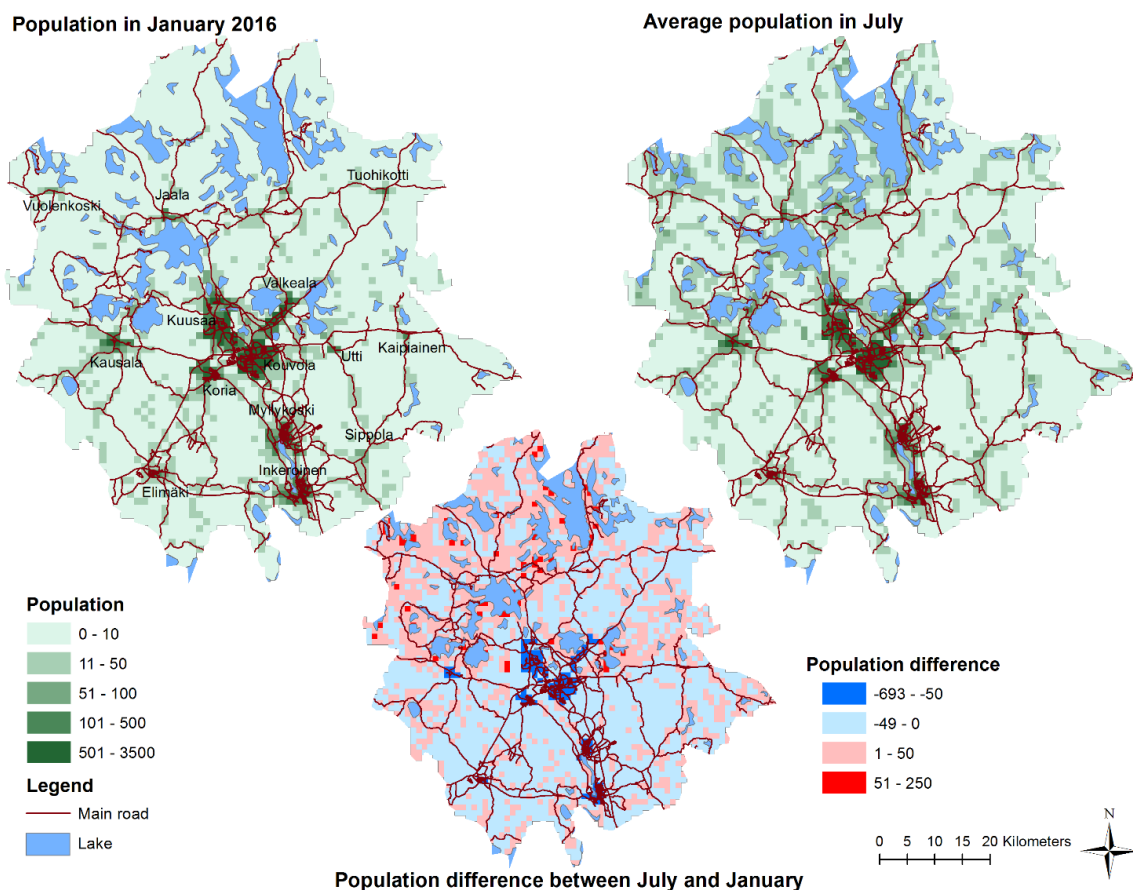 Population in January 2016
Average population in July
Tuohikotti
Jaala
Vuolenkoski
Valkeala
Kuusaa
Kausala
Utti
Kaipiainen
Kouvola
Koria
Myllykoski
Sippola
Inkeroinen
Elimäki
Population
0 - 10
11 - 50
51 - 100
101 - 500
501 - 3500
Legend
Main road
Lake
Population difference
-693 - -50
-49 - 0
1 - 50
51 - 250
N
0 5 10 20 Kilometers
Population difference between July and January